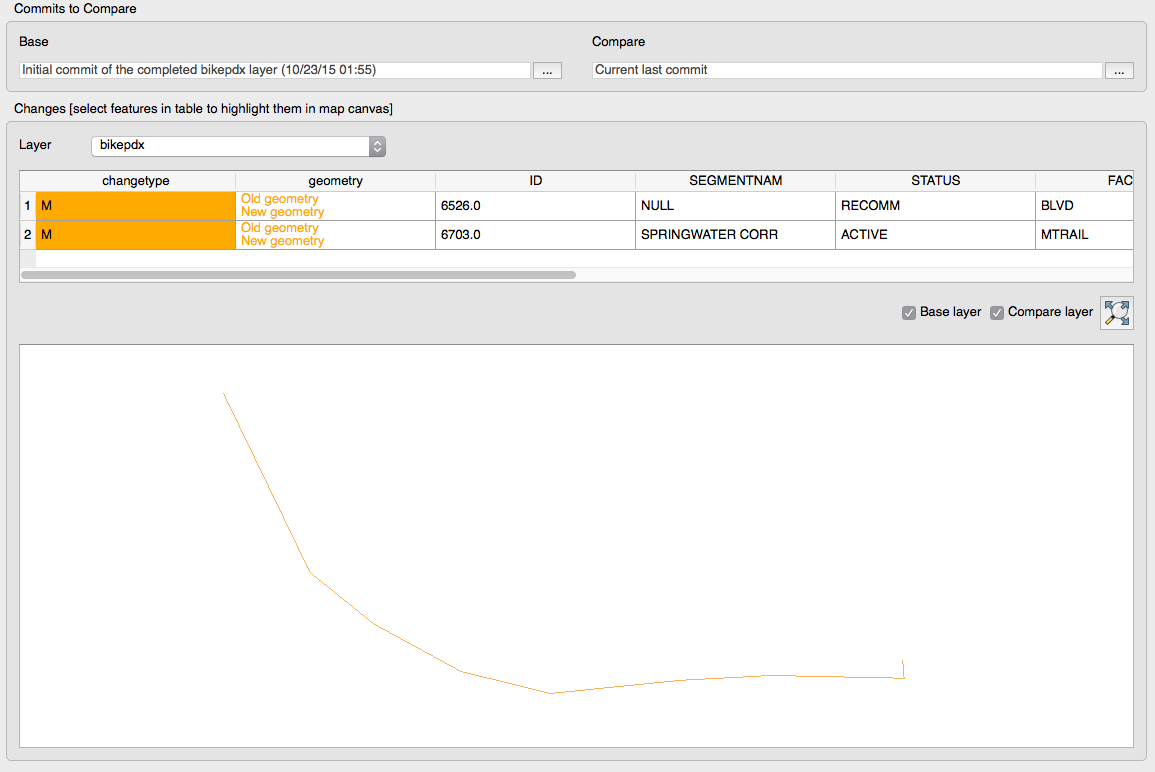 Commits to Compare
Base
Compare
Initial commit of the completed bikepdx layer (10/23/15 01:55)
...
Current last commit
...
Changes [select features in table to highlight them in map canvas]
Layer
bikepdx
changetype geometry ID SEGMENTNAM STATUS FAC
1 M Old geometry New geometry 6526.0 NULL RECOMM BLVD
2 M Old geometry New geometry 6703.0 SPRINGWATER CORR ACTIVE MTRAIL
Base layer
Compare layer